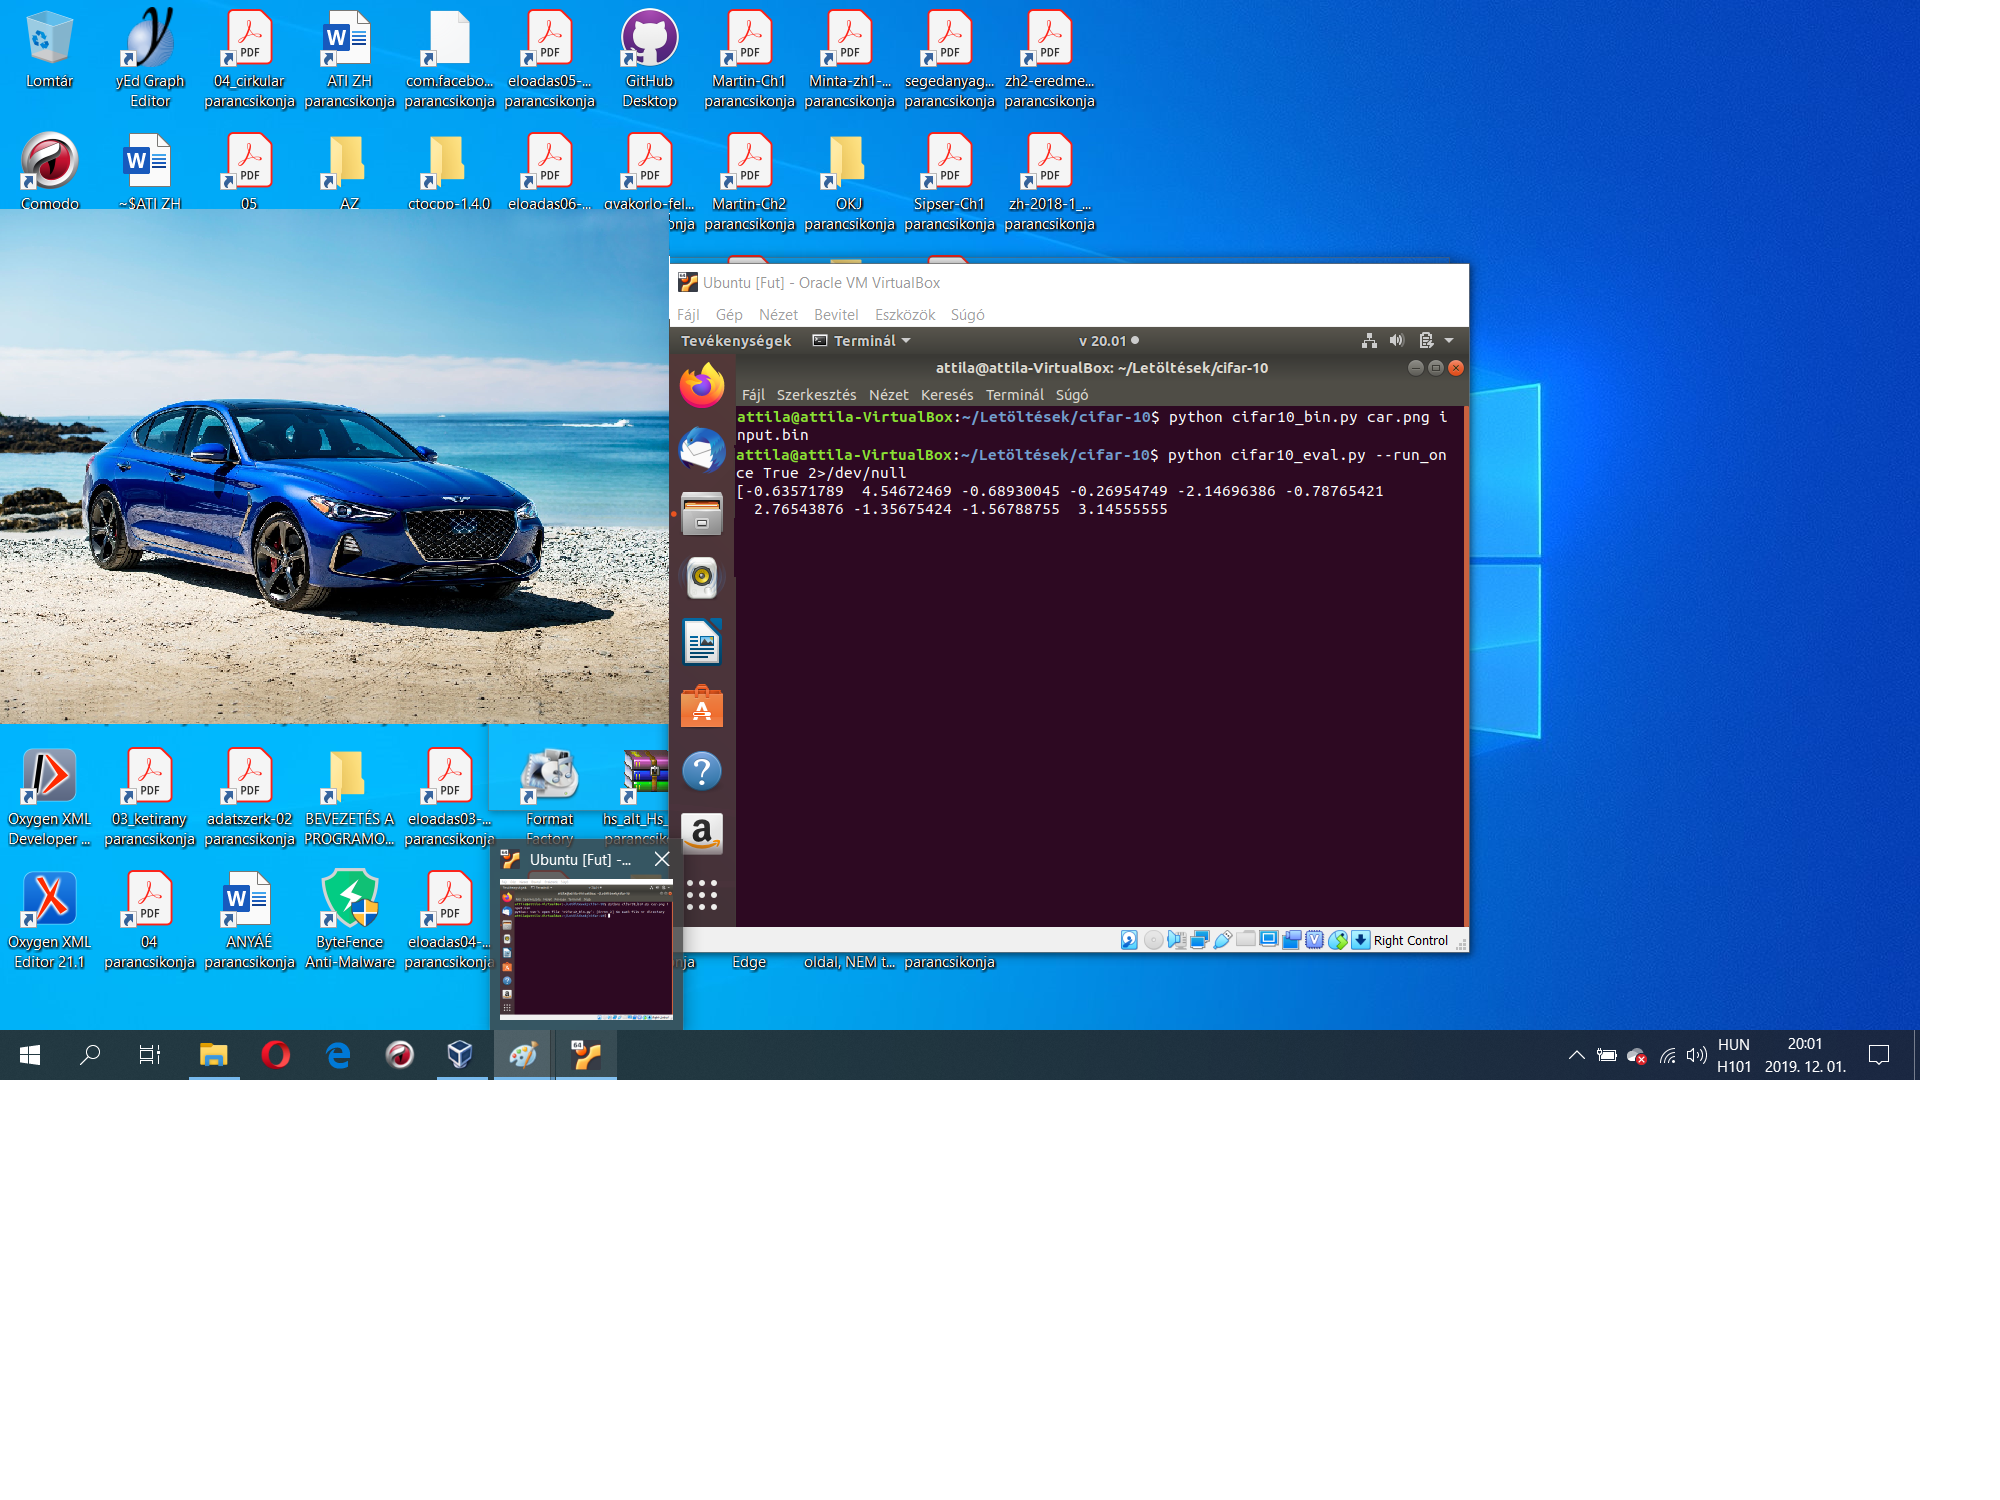 Lomtár
yEd Graph
Editor
04_cirkular
parancsikonja
ATI ZH
parancsikonja
com.facebo...
parancsikonja
eloadas05-...
parancsikonja
GitHub
Desktop
Martin-Ch1
parancsikonja
Minta-zh1-...
parancsikonja
segedanyag...
parancsikonja
zh2-eredme...
parancsikonja
Comodo
~$ATI ZH
05
AZ
ctocpp-1.4.0
eloadas06-...
gyakorlo-fel...
nja
Martin-Ch2
parancsikonja
OKJ
parancsikonja
Sipser-Ch1
parancsikonja
zh-2018-1_...
parancsikonja
Ubuntu [Fut] - Oracle VM VirtualBox
Fájl Gép Nézet Bevitel Eszközök Súgó
Tevékenységek Terminál v 20.01
attila@attila-VirtualBox: ~/Letöltések/cifar-10
Fájl Szerkesztés Nézet Keresés Terminál Súgó
attila@attila-VirtualBox:~/Letöltések/cifar-10$ python cifar10_bin.py car.png i
nput.bin
attila@attila-VirtualBox:~/Letöltések/cifar-10$ python cifar10_eval.py --run_on
ce True 2>/dev/null
[-0.63571789 4.54672469 -0.68930045 -0.26954749 -2.14696386 -0.78765421
2.76543876 -1.35675424 -1.56788755 3.14555555
Oxygen XML
Developer ...
03_ketirany
parancsikonja
adatszerk-02
parancsikonja
BEVEZETÉS A
PROGRAMO...
eloadas03-...
parancsikonja
Format
Factory
hs_alt_Hs_
parancsik
Ubuntu [Fut] -...
Oxygen XML
Editor 21.1
04
parancsikonja
ANYÁÉ
parancsikonja
ByteFence
Anti-Malware
eloadas04-...
parancsikonja
nja
Edge
oldal, NEM t...
parancsikonja
Right Control
HUN
H101
20:01
2019. 12. 01.